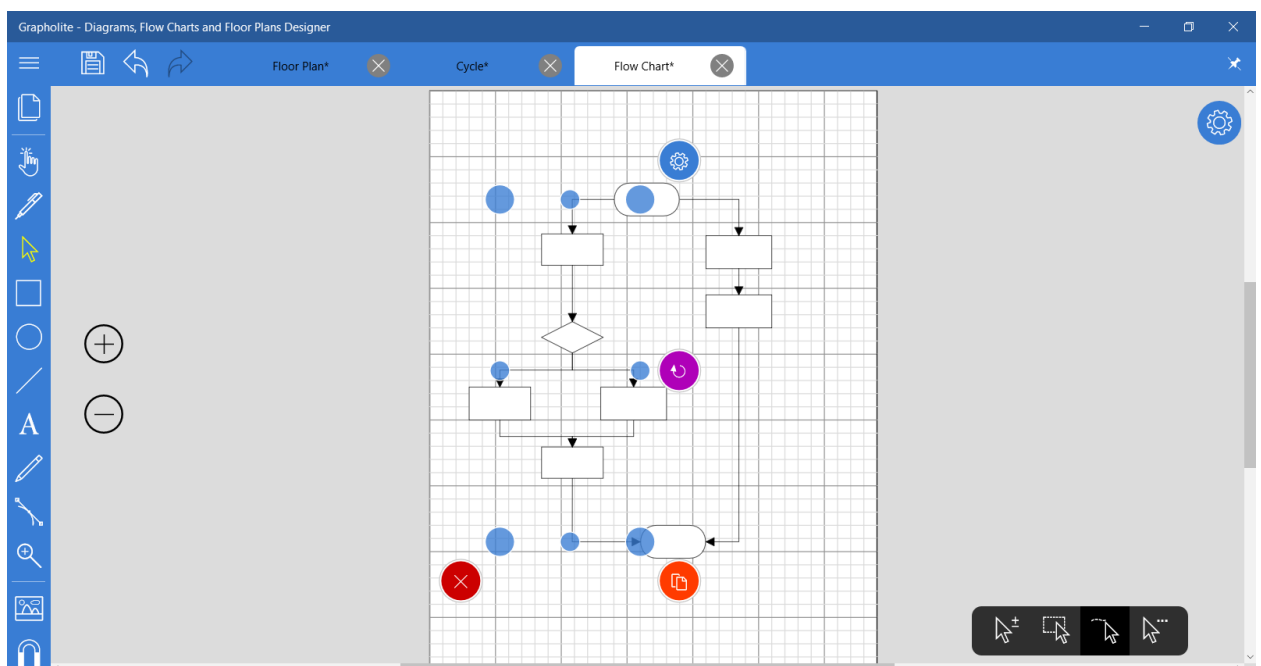 Grapholite - Diagrams, Flow Charts and Floor Plans Designer
Floor Plan*
Cycle*
Flow Chart*
A